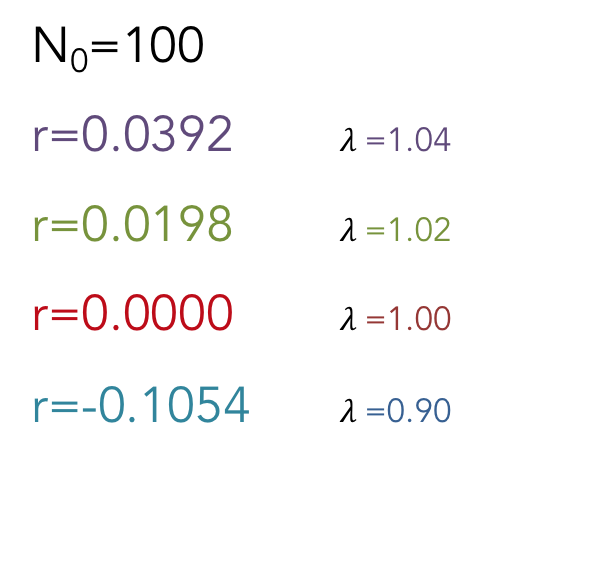 N₀=100
r=0.0392 λ =1.04
r=0.0198 λ =1.02
r=0.0000 λ =1.00
r=-0.1054 λ =0.90